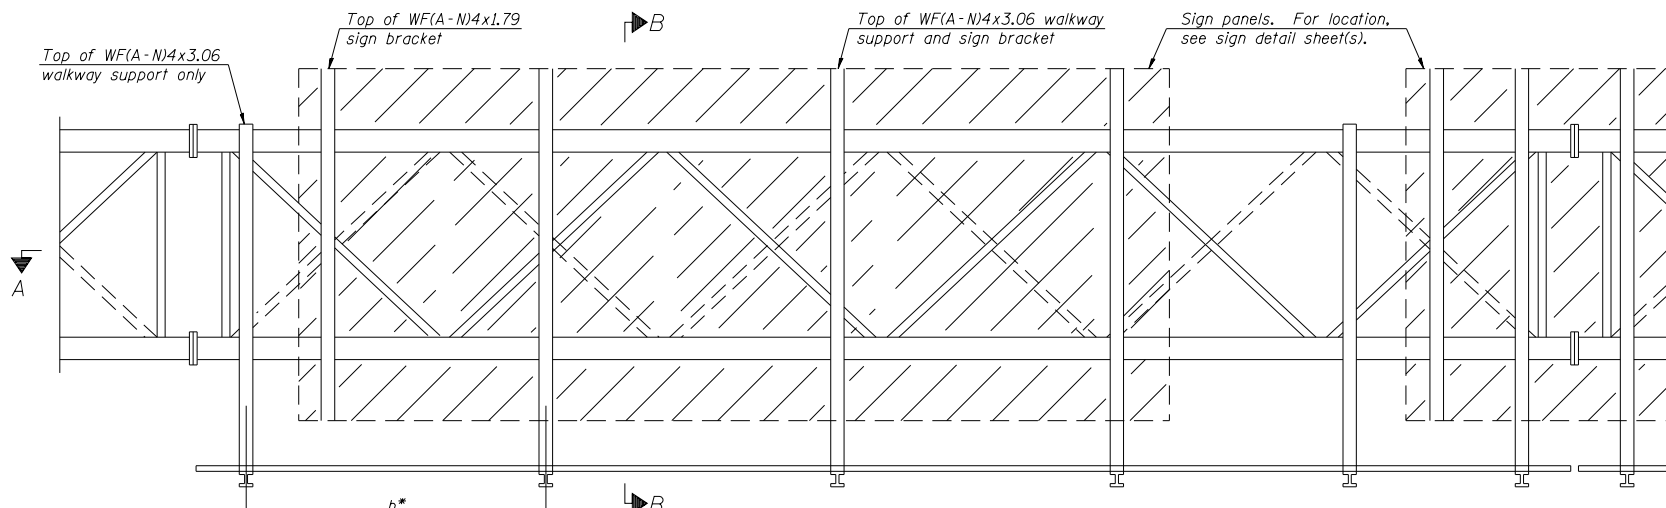 Top of WF(A-N)4x1.79
sign bracket
B
Top of WF(A-N)4x3.06 walkway
support and sign bracket
Sign panels. For location,
see sign detail sheet(s).
Top of WF(A-N)4x3.06
walkway support only
A
b*
B